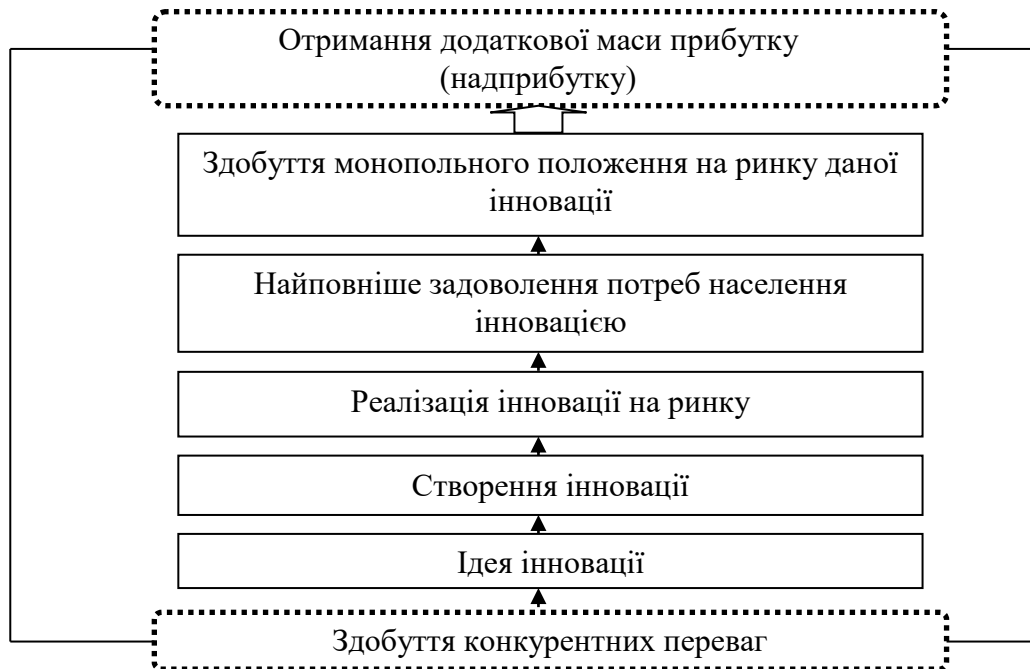 Отримання додаткової маси прибутку
(надприбутку)
Здобуття монопольного положення на ринку даної
інновації
Найповніше задоволення потреб населення
інновацією
Реалізація інновації на ринку
Створення інновації
Ідея інновації
Здобуття конкурентних переваг